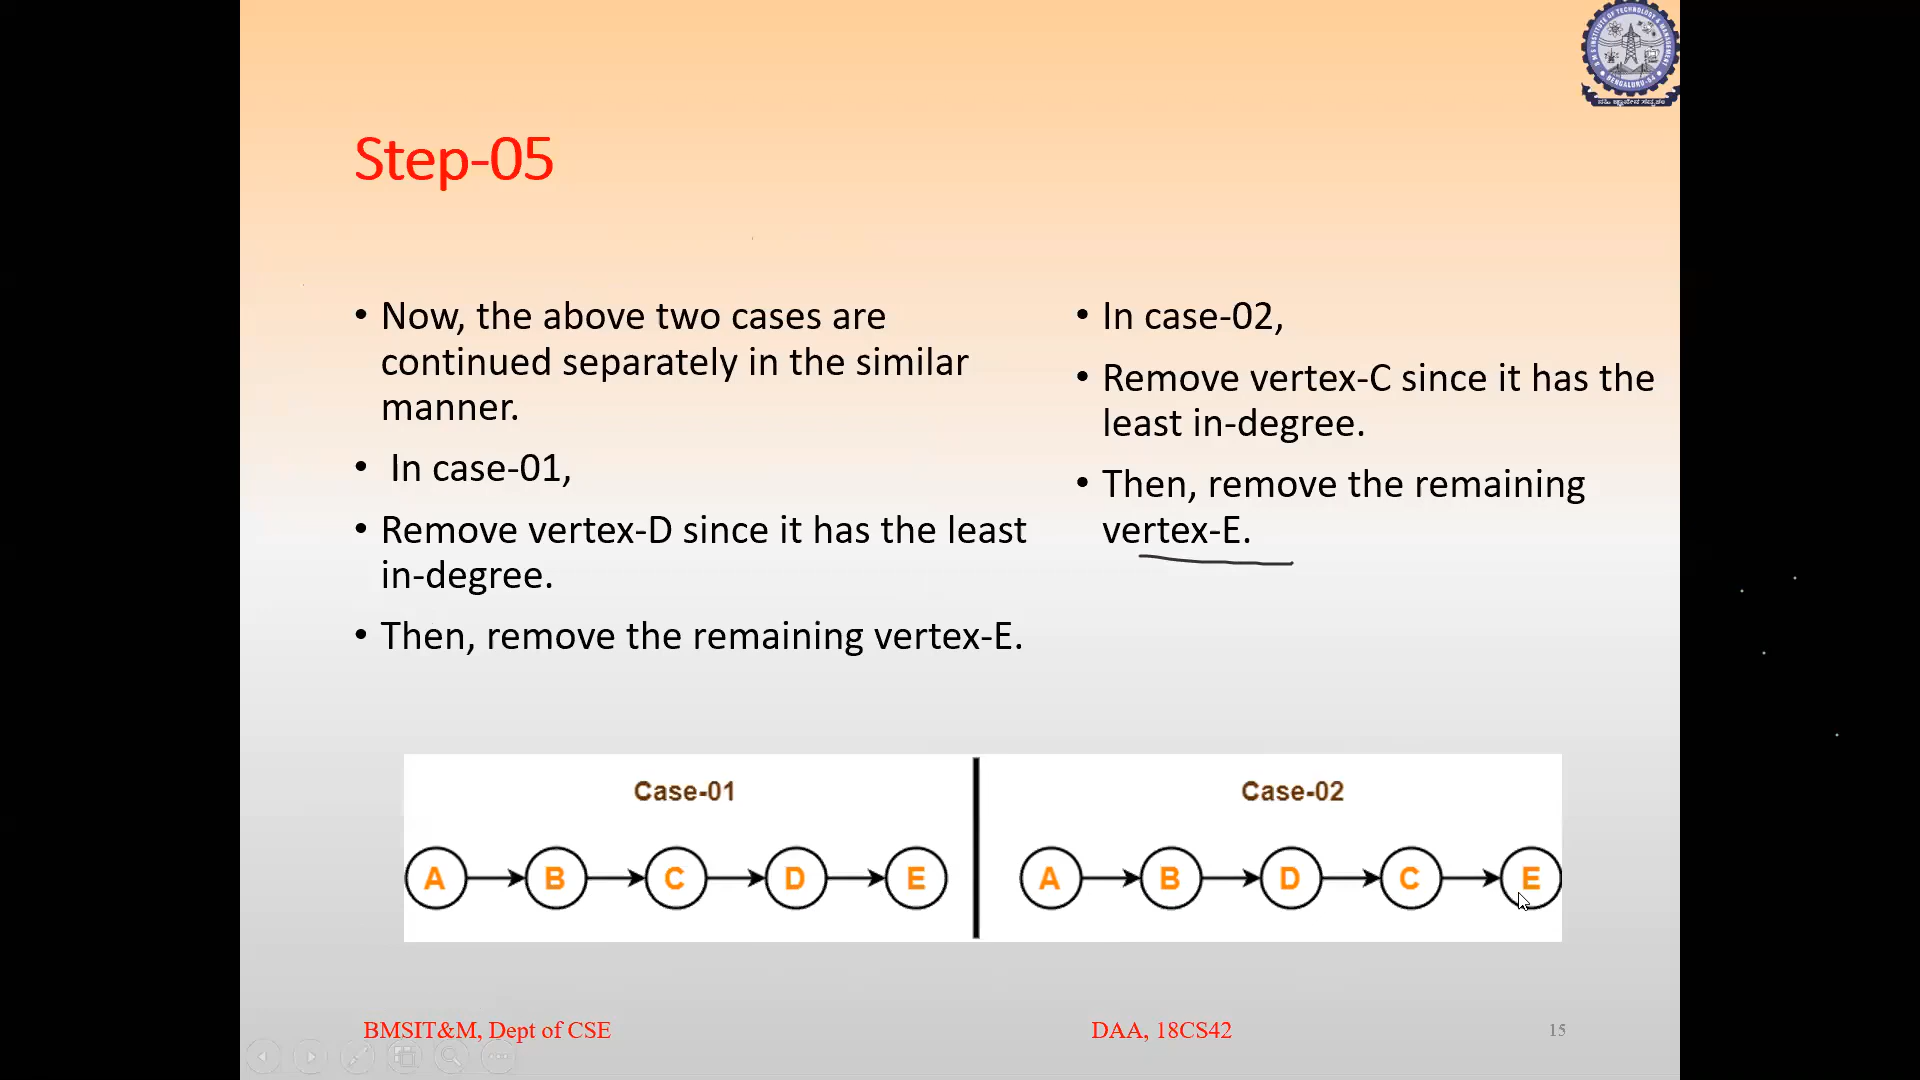 Step-05
• Now, the above two cases are
continued separately in the similar
manner.
• In case-01,
• Remove vertex-D since it has the least
in-degree.
• Then, remove the remaining vertex-E.
• In case-02,
• Remove vertex-C since it has the
least in-degree.
• Then, remove the remaining
vertex-E.
Case-01
A B C D E
Case-02
A B D C E
BMSIT&M, Dept of CSE
DAA, 18CS42
15